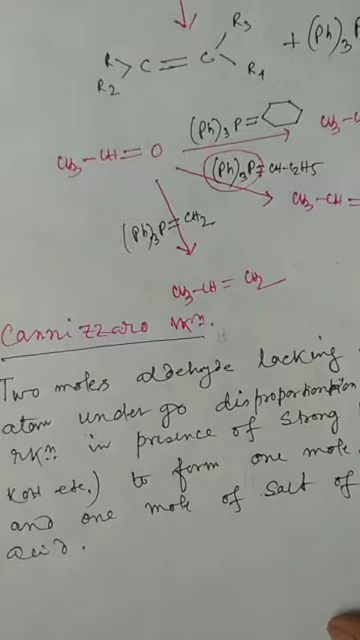 R3
R > C = C + (Ph)3P
R2 R4
(Ph)3P=
CH3-CH=O CH3-C
(Ph)3P=CH-C2H5
CH3-CH=
(Ph)3P=CH2
CH3-CH=CH2
Cannizzaro rxn.
Two moles aldehyde lacking
atom undergo disproportionation
rxn in presence of strong
KOH etc.) to form one mole
and one mole of salt of
acid.